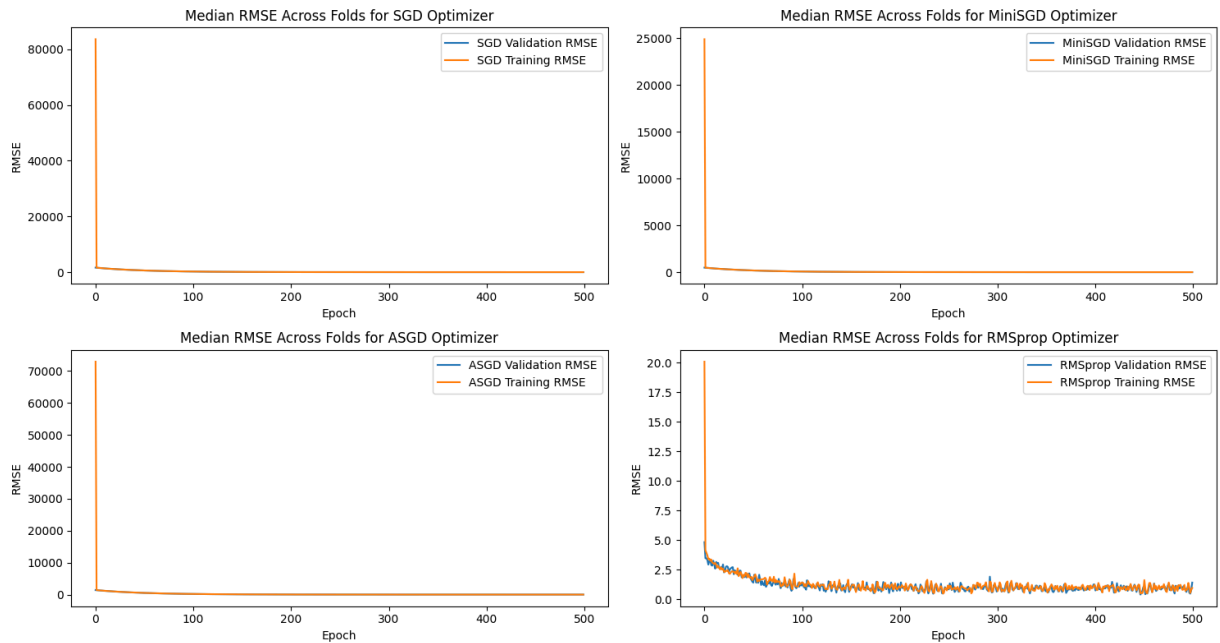 Median RMSE Across Folds for SGD Optimizer
SGD Validation RMSE
SGD Training RMSE
RMSE
80000
60000
40000
20000
0
0 100 200 300 400 500
Epoch
Median RMSE Across Folds for MiniSGD Optimizer
MiniSGD Validation RMSE
MiniSGD Training RMSE
RMSE
25000
20000
15000
10000
5000
0
0 100 200 300 400 500
Epoch
Median RMSE Across Folds for ASGD Optimizer
ASGD Validation RMSE
ASGD Training RMSE
RMSE
70000
60000
50000
40000
30000
20000
10000
0
0 100 200 300 400 500
Epoch
Median RMSE Across Folds for RMSprop Optimizer
RMSprop Validation RMSE
RMSprop Training RMSE
RMSE
20.0
17.5
15.0
12.5
10.0
7.5
5.0
2.5
0.0
0 100 200 300 400 500
Epoch